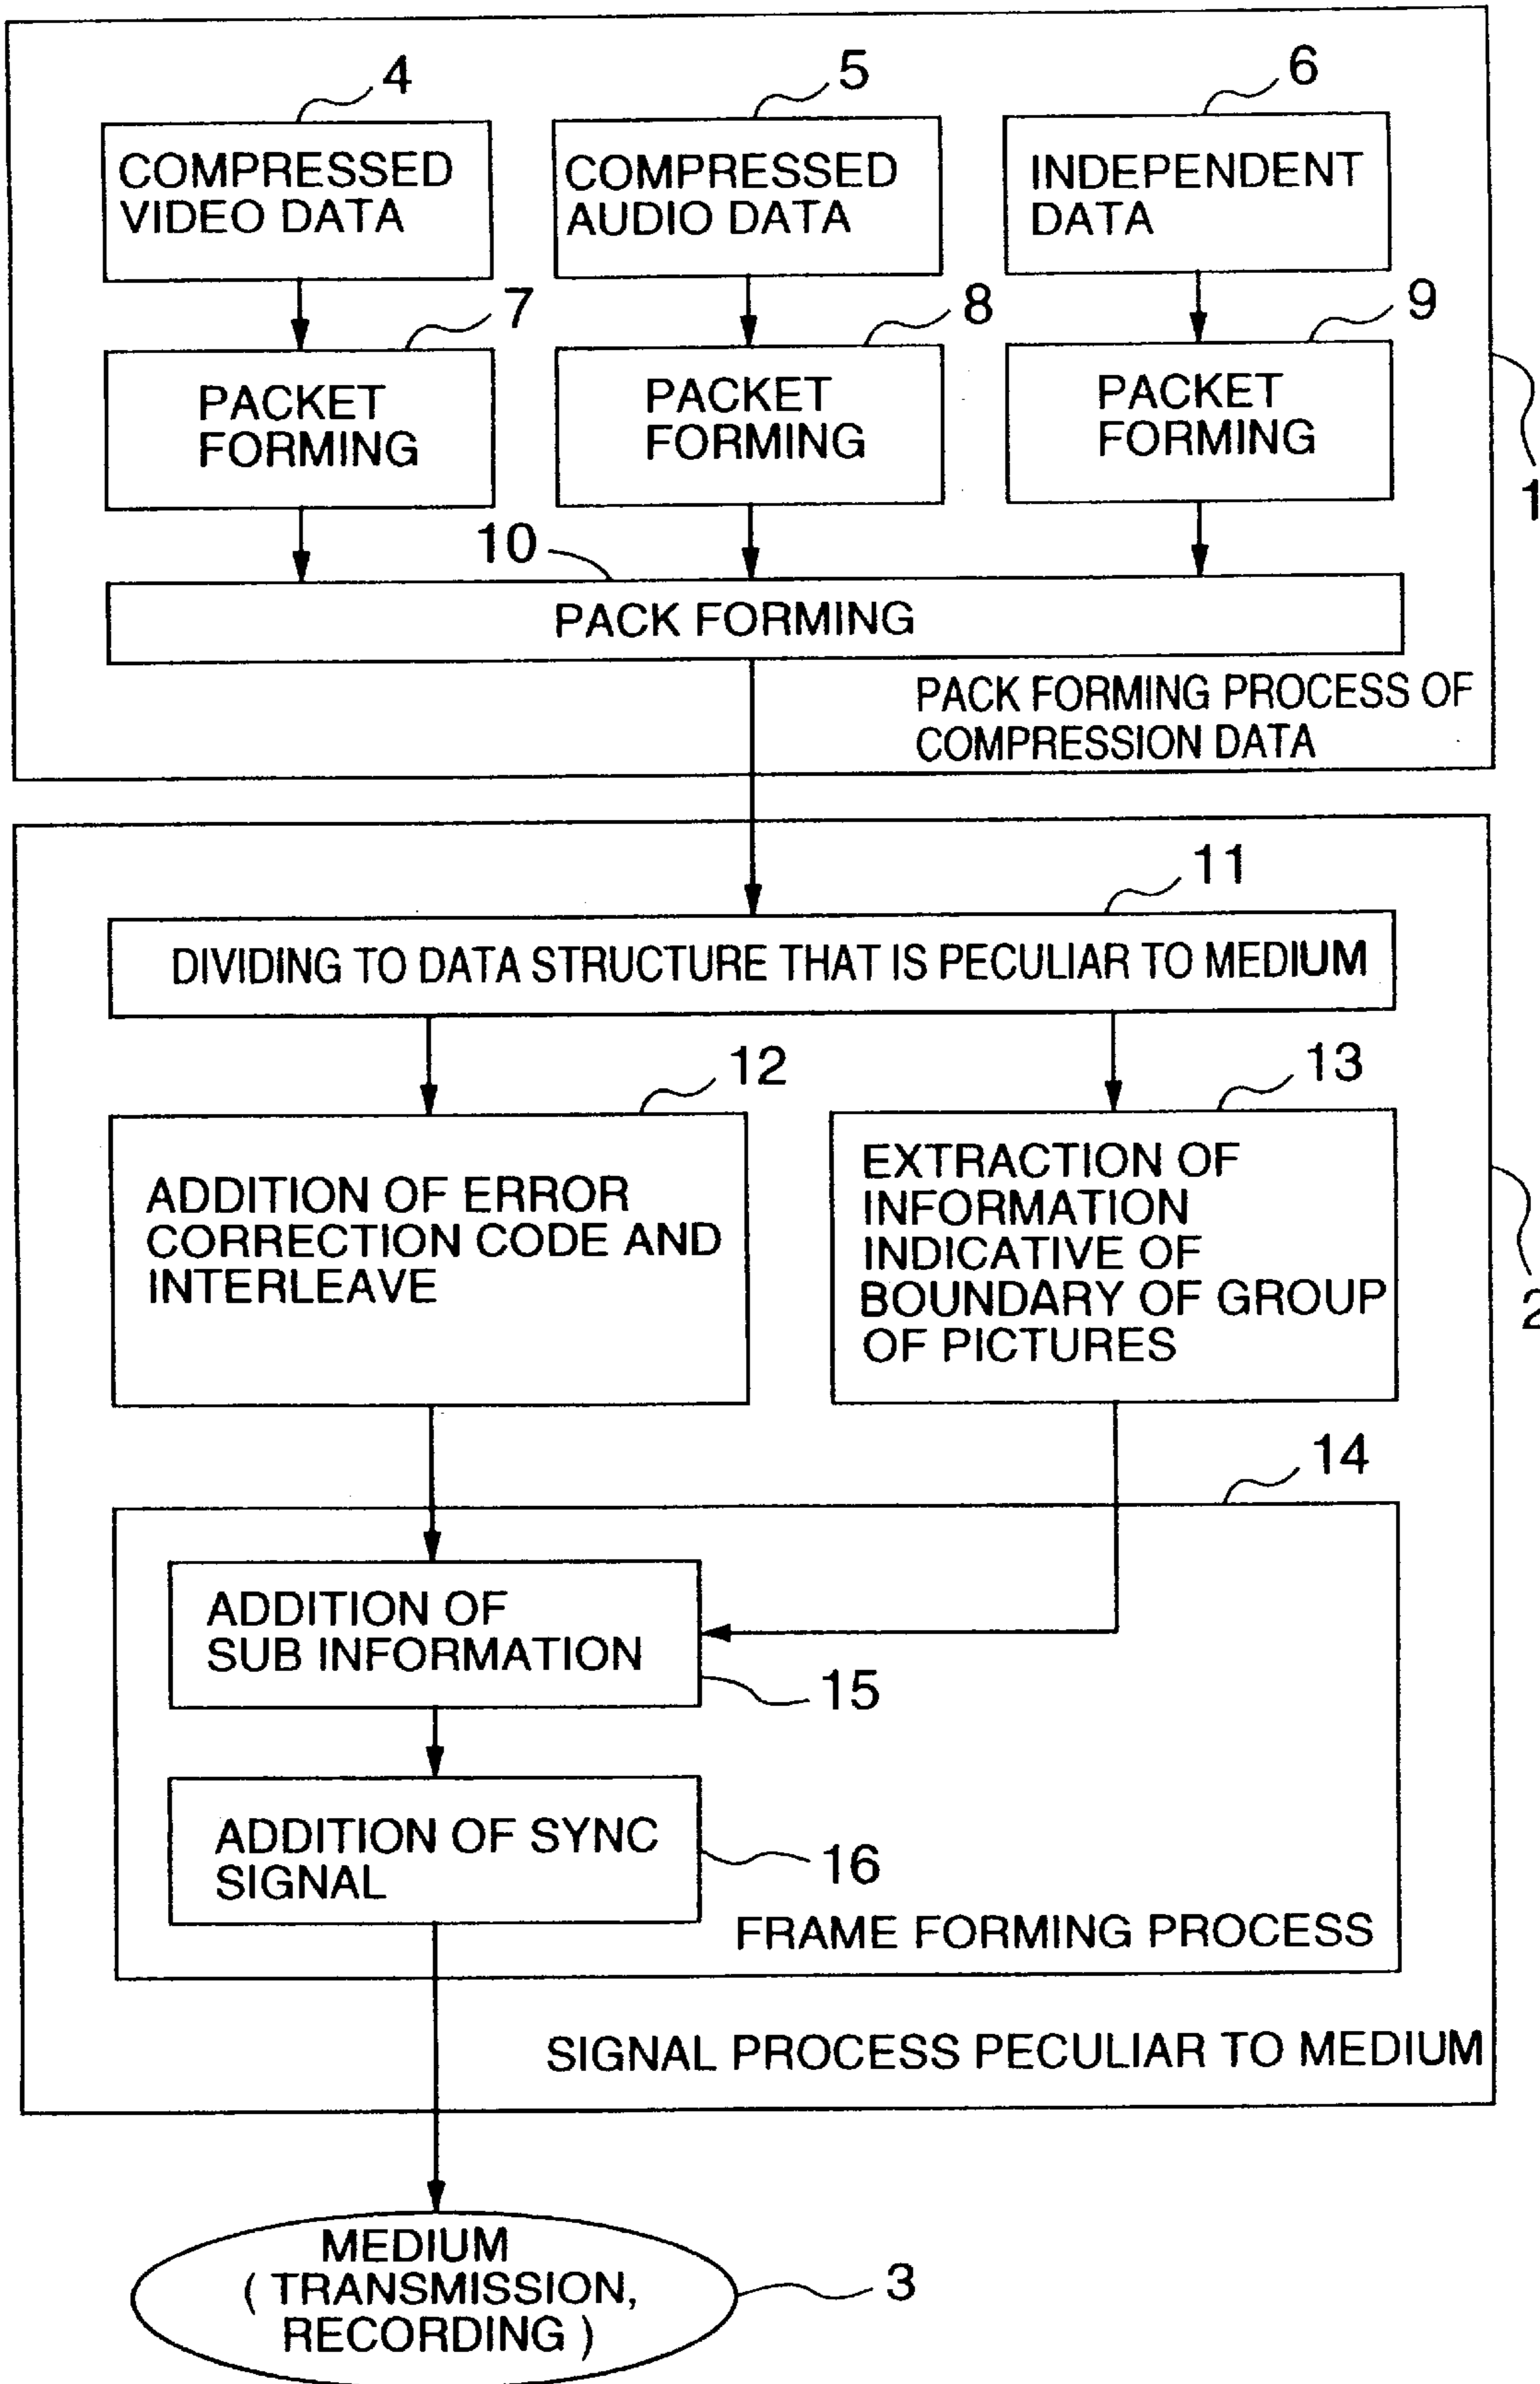 4
5
6
COMPRESSED
VIDEO DATA
COMPRESSED
AUDIO DATA
INDEPENDENT
DATA
7
8
9
PACKET
FORMING
PACKET
FORMING
PACKET
FORMING
1
10
PACK FORMING
PACK FORMING PROCESS OF
COMPRESSION DATA
11
DIVIDING TO DATA STRUCTURE THAT IS PECULIAR TO MEDIUM
12
13
ADDITION OF ERROR
CORRECTION CODE AND
INTERLEAVE
EXTRACTION OF
INFORMATION
INDICATIVE OF
BOUNDARY OF GROUP
OF PICTURES
2
14
ADDITION OF
SUB INFORMATION
15
ADDITION OF SYNC
SIGNAL
16
FRAME FORMING PROCESS
SIGNAL PROCESS PECULIAR TO MEDIUM
MEDIUM
( TRANSMISSION,
RECORDING )
3